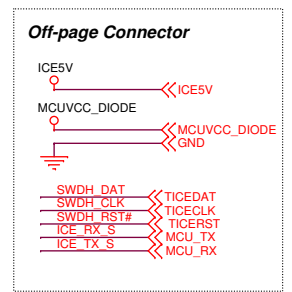 Off-page Connector
ICE5V
ICE5V
MCUVCC_DIODE
MCUVCC_DIODE
GND
SWDH_DAT TICEDAT
SWDH_CLK TICECLK
SWDH_RST# TICERST
ICE_RX_S MCU_TX
ICE_TX_S MCU_RX